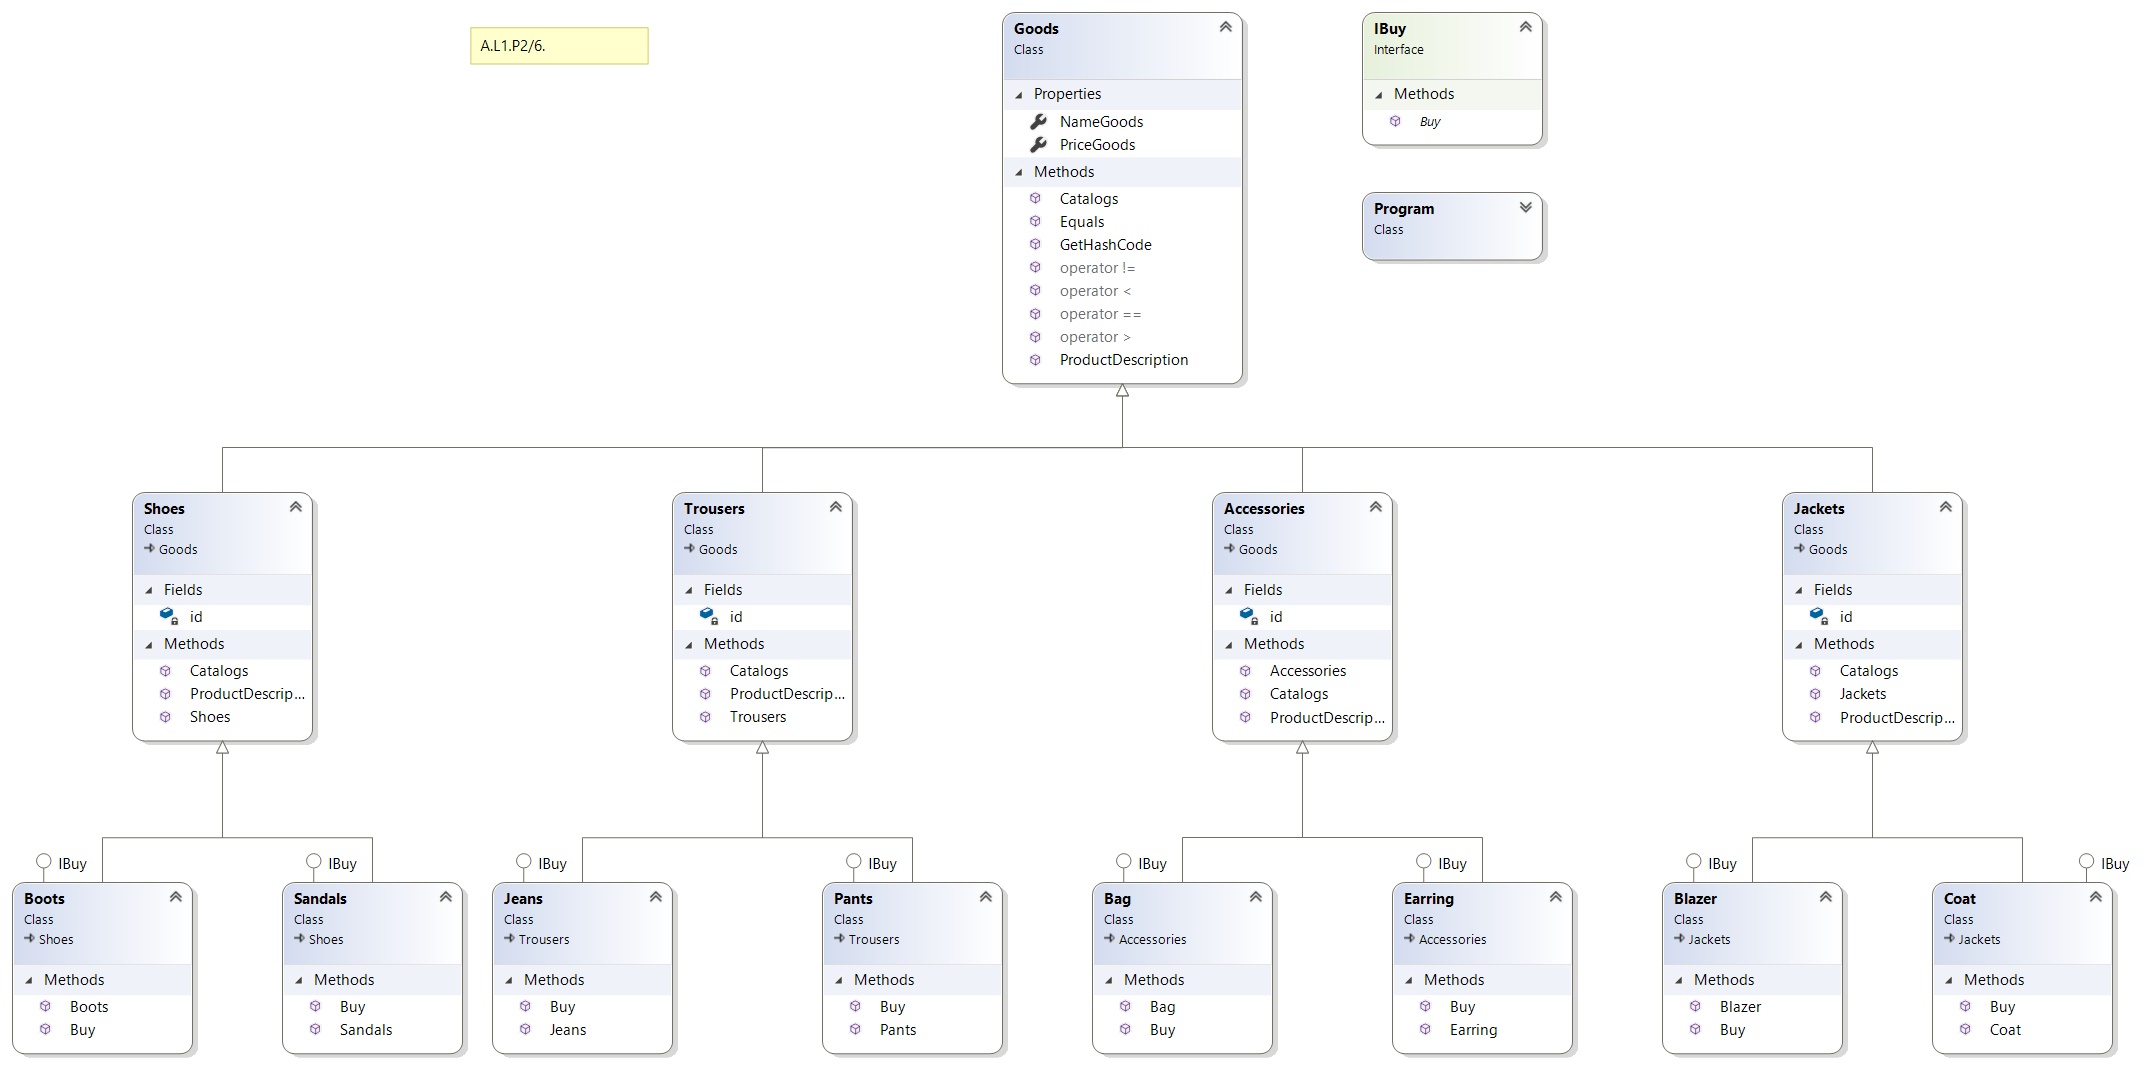 A.L1.P2/6.
Goods
Class
Properties
NameGoods
PriceGoods
Methods
Catalogs
Equals
GetHashCode
operator !=
operator <
operator ==
operator >
ProductDescription
IBuy
Interface
Methods
Buy
Program
Class
Shoes
Class
Goods
Fields
id
Methods
Catalogs
ProductDescrip...
Shoes
Trousers
Class
Goods
Fields
id
Methods
Catalogs
ProductDescrip...
Trousers
Accessories
Class
Goods
Fields
id
Methods
Accessories
Catalogs
ProductDescrip...
Jackets
Class
Goods
Fields
id
Methods
Catalogs
Jackets
ProductDescrip...
IBuy
Boots
Class
Shoes
Methods
Boots
Buy
IBuy
Sandals
Class
Shoes
Methods
Buy
Sandals
IBuy
Jeans
Class
Trousers
Methods
Buy
Jeans
IBuy
Pants
Class
Trousers
Methods
Buy
Pants
IBuy
Bag
Class
Accessories
Methods
Bag
Buy
IBuy
Earring
Class
Accessories
Methods
Buy
Earring
IBuy
Blazer
Class
Jackets
Methods
Blazer
Buy
IBuy
Coat
Class
Jackets
Methods
Buy
Coat